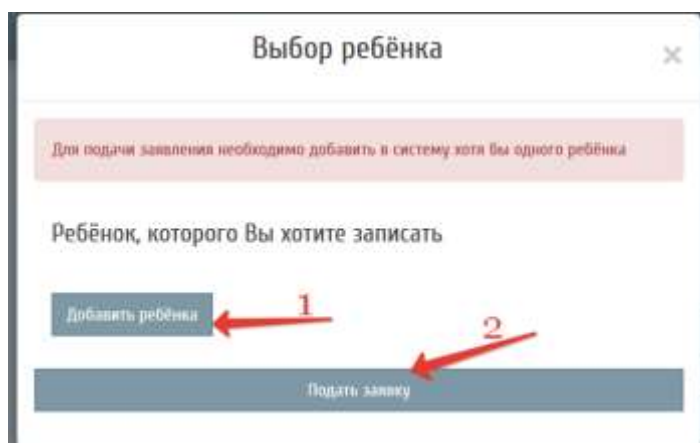 Выбор ребёнка
×
Для подачи заявления необходимо добавить в систему хотя бы одного ребёнка
Ребёнок, которого Вы хотите записать
Добавить ребёнка
1
2
Подать заявку